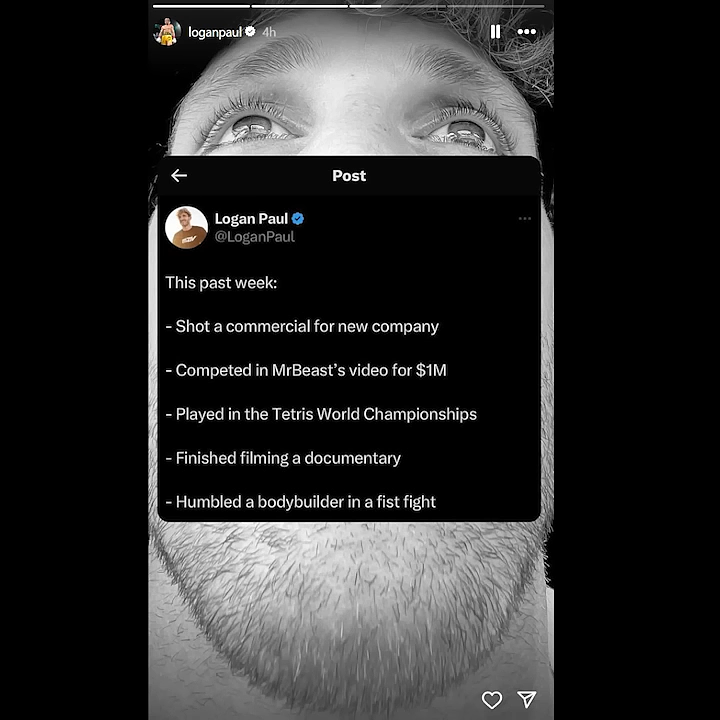 loganpaul 4h
Post
Logan Paul
@LoganPaul
This past week:
- Shot a commercial for new company
- Competed in MrBeast’s video for $1M
- Played in the Tetris World Championships
- Finished filming a documentary
- Humbled a bodybuilder in a fist fight